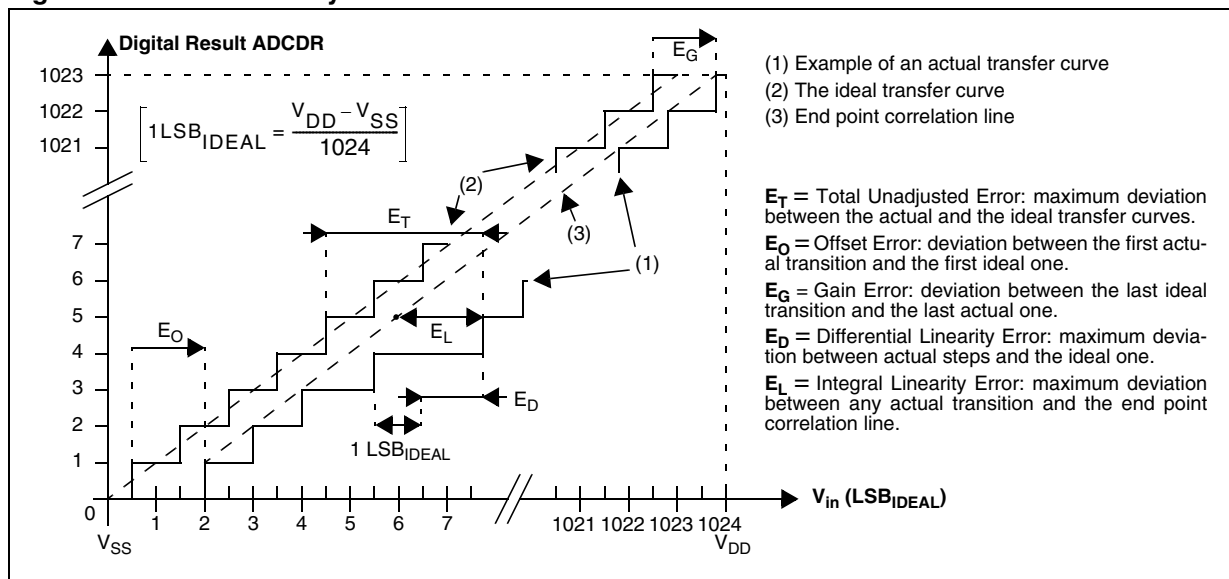 Digital Result ADCDR
E_G
1023
1022
1021
[1LSB_IDEAL = (V_DD – V_SS) / 1024]
(1) Example of an actual transfer curve
(2) The ideal transfer curve
(3) End point correlation line
(2)
E_T
(3)
(1)
7
6
5
4
3
2
1
0
E_O
E_L
E_D
1 LSB_IDEAL
E_T = Total Unadjusted Error: maximum deviation
between the actual and the ideal transfer curves.
E_O = Offset Error: deviation between the first actu-
al transition and the first ideal one.
E_G = Gain Error: deviation between the last ideal
transition and the last actual one.
E_D = Differential Linearity Error: maximum devia-
tion between actual steps and the ideal one.
E_L = Integral Linearity Error: maximum deviation
between any actual transition and the end point
correlation line.
1 2 3 4 5 6 7 1021 1022 1023 1024
V_in (LSB_IDEAL)
V_SS V_DD